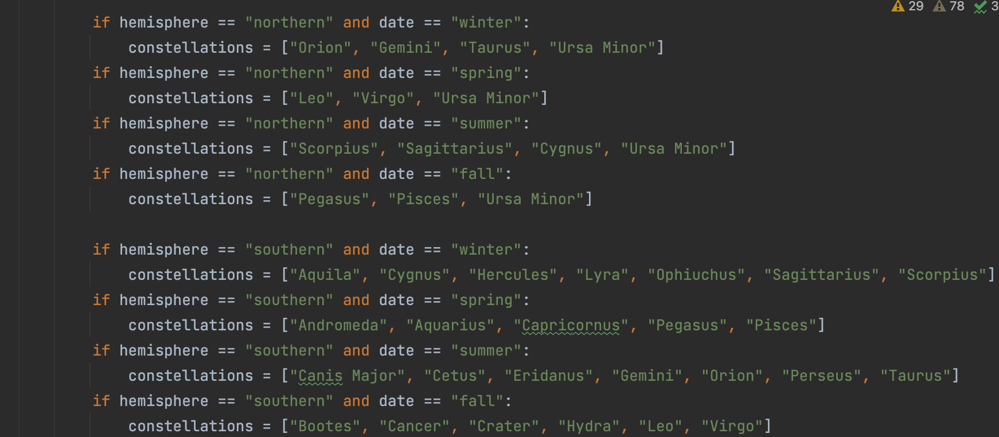 29 78 3
if hemisphere == "northern" and date == "winter":
constellations = ["Orion", "Gemini", "Taurus", "Ursa Minor"]
if hemisphere == "northern" and date == "spring":
constellations = ["Leo", "Virgo", "Ursa Minor"]
if hemisphere == "northern" and date == "summer":
constellations = ["Scorpius", "Sagittarius", "Cygnus", "Ursa Minor"]
if hemisphere == "northern" and date == "fall":
constellations = ["Pegasus", "Pisces", "Ursa Minor"]
if hemisphere == "southern" and date == "winter":
constellations = ["Aquila", "Cygnus", "Hercules", "Lyra", "Ophiuchus", "Sagittarius", "Scorpius"]
if hemisphere == "southern" and date == "spring":
constellations = ["Andromeda", "Aquarius", "Capricornus", "Pegasus", "Pisces"]
if hemisphere == "southern" and date == "summer":
constellations = ["Canis Major", "Cetus", "Eridanus", "Gemini", "Orion", "Perseus", "Taurus"]
if hemisphere == "southern" and date == "fall":
constellations = ["Bootes", "Cancer", "Crater", "Hydra", "Leo", "Virgo"]